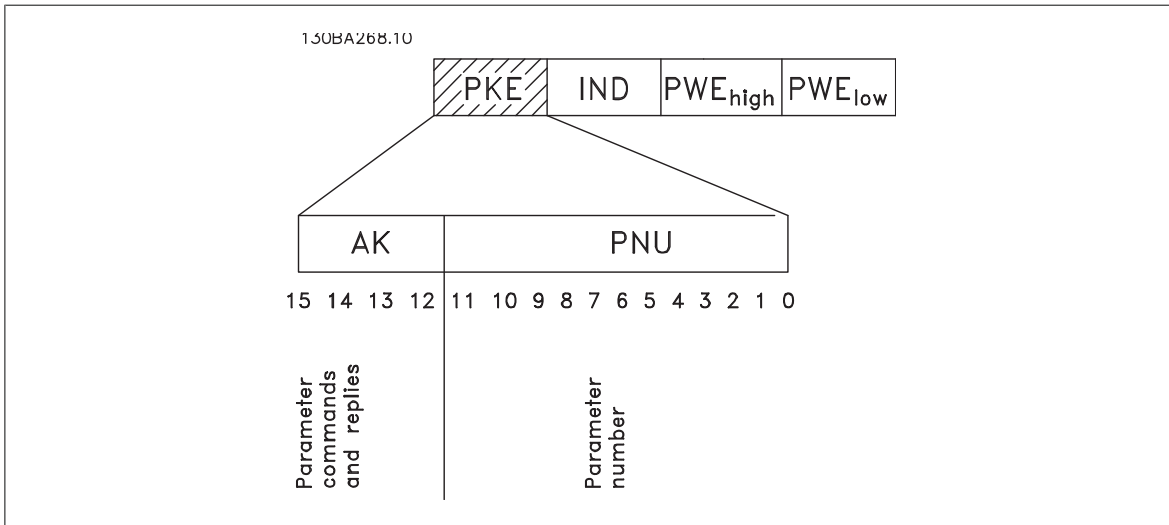 130BA268.10
PKE IND PWEhigh PWElow
AK PNU
15 14 13 12 11 10 9 8 7 6 5 4 3 2 1 0
Parameter
commands
and replies
Parameter
number